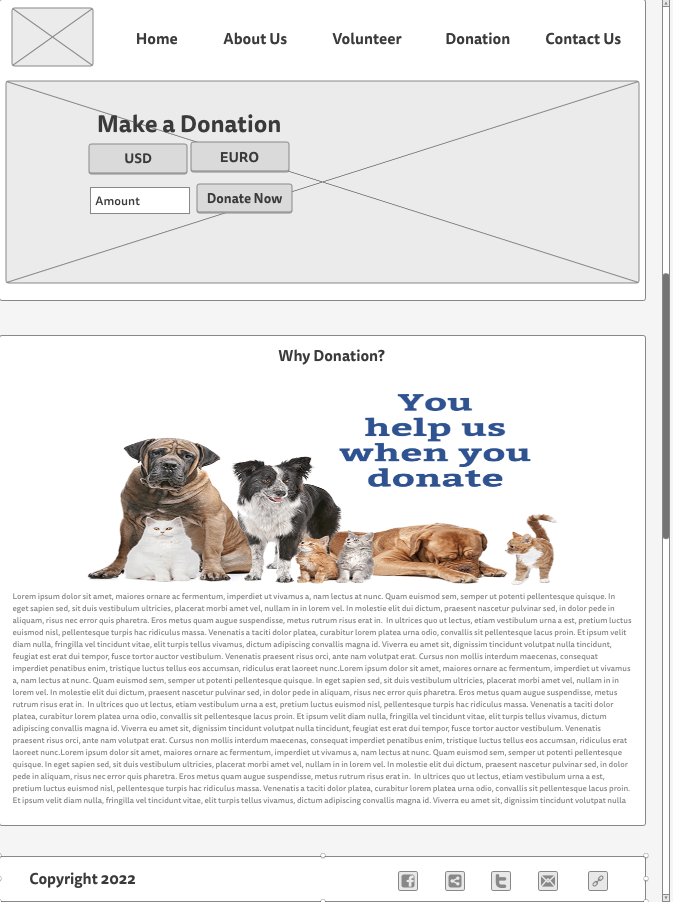 Home About Us Volunteer Donation Contact Us
Make a Donation
USD EURO
Amount Donate Now
Why Donation?
You
help us
when you
donate
Lorem ipsum dolor sit amet, maiores ornare ac fermentum, imperdiet ut vivamus a, nam lectus at nunc. Quam euismod sem, semper ut potenti pellentesque quisque. In
eget sapien sed, sit duis vestibulum ultricies, placerat morbi amet vel, nullam in in lorem vel. In molestie elit dui dictum, praesent nascetur pulvinar sed, in dolor pede in
aliquam, risus nec error quis pharetra. Eros metus quam augue suspendisse, metus rutrum risus erat in.  In ultrices quo ut lectus, etiam vestibulum urna a est, pretium luctus
euismod nisl, pellentesque turpis hac ridiculus massa. Venenatis a taciti dolor platea, curabitur lorem platea urna odio, convallis sit pellentesque lacus proin. Et ipsum velit
diam nulla, fringilla vel tincidunt vitae, elit turpis tellus vivamus, dictum adipiscing convallis magna id. Viverra eu amet sit, dignissim tincidunt volutpat nulla tincidunt,
feugiat est erat dui tempor, fusce tortor auctor vestibulum. Venenatis praesent risus orci, ante nam volutpat erat. Cursus non mollis interdum maecenas, consequat
imperdiet penatibus enim, tristique luctus tellus eos accumsan, ridiculus erat laoreet nunc.Lorem ipsum dolor sit amet, maiores ornare ac fermentum, imperdiet ut vivamus
a, nam lectus at nunc. Quam euismod sem, semper ut potenti pellentesque quisque. In eget sapien sed, sit duis vestibulum ultricies, placerat morbi amet vel, nullam in in
lorem vel. In molestie elit dui dictum, praesent nascetur pulvinar sed, in dolor pede in aliquam, risus nec error quis pharetra. Eros metus quam augue suspendisse, metus
rutrum risus erat in.  In ultrices quo ut lectus, etiam vestibulum urna a est, pretium luctus euismod nisl, pellentesque turpis hac ridiculus massa. Venenatis a taciti dolor
platea, curabitur lorem platea urna odio, convallis sit pellentesque lacus proin. Et ipsum velit diam nulla, fringilla vel tincidunt vitae, elit turpis tellus vivamus, dictum
adipiscing convallis magna id. Viverra eu amet sit, dignissim tincidunt volutpat nulla tincidunt, feugiat est erat dui tempor, fusce tortor auctor vestibulum. Venenatis
praesent risus orci, ante nam volutpat erat. Cursus non mollis interdum maecenas, consequat imperdiet penatibus enim, tristique luctus tellus eos accumsan, ridiculus erat
laoreet nunc.Lorem ipsum dolor sit amet, maiores ornare ac fermentum, imperdiet ut vivamus a, nam lectus at nunc. Quam euismod sem, semper ut potenti pellentesque
quisque. In eget sapien sed, sit duis vestibulum ultricies, placerat morbi amet vel, nullam in in lorem vel. In molestie elit dui dictum, praesent nascetur pulvinar sed, in dolor
pede in aliquam, risus nec error quis pharetra. Eros metus quam augue suspendisse, metus rutrum risus erat in.  In ultrices quo ut lectus, etiam vestibulum urna a est,
pretium luctus euismod nisl, pellentesque turpis hac ridiculus massa. Venenatis a taciti dolor platea, curabitur lorem platea urna odio, convallis sit pellentesque lacus proin.
Et ipsum velit diam nulla, fringilla vel tincidunt vitae, elit turpis tellus vivamus, dictum adipiscing convallis magna id. Viverra eu amet sit, dignissim tincidunt volutpat nulla
Copyright 2022